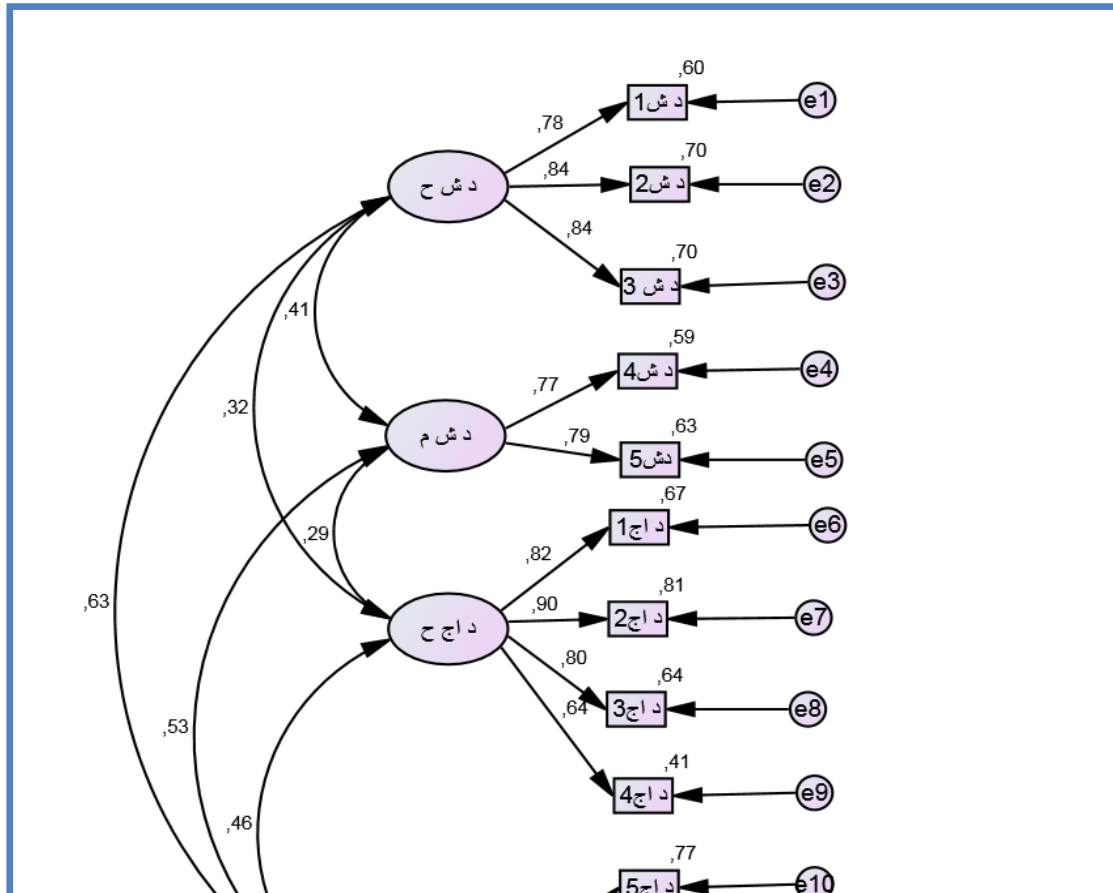 ,60
د ش1
e1
,78
,70
د ش2
e2
,84
د ش ح
,84
,70
د ش 3
e3
,41
,59
د ش4
e4
,77
,32
د ش م
,79
,63
دش5
e5
,67
د اج1
e6
,29
,82
,81
د اج2
e7
,90
,63
د اج ح
,80
,64
د اج3
e8
,64
,53
,41
د اج4
e9
,46
,77
د اج5
e10